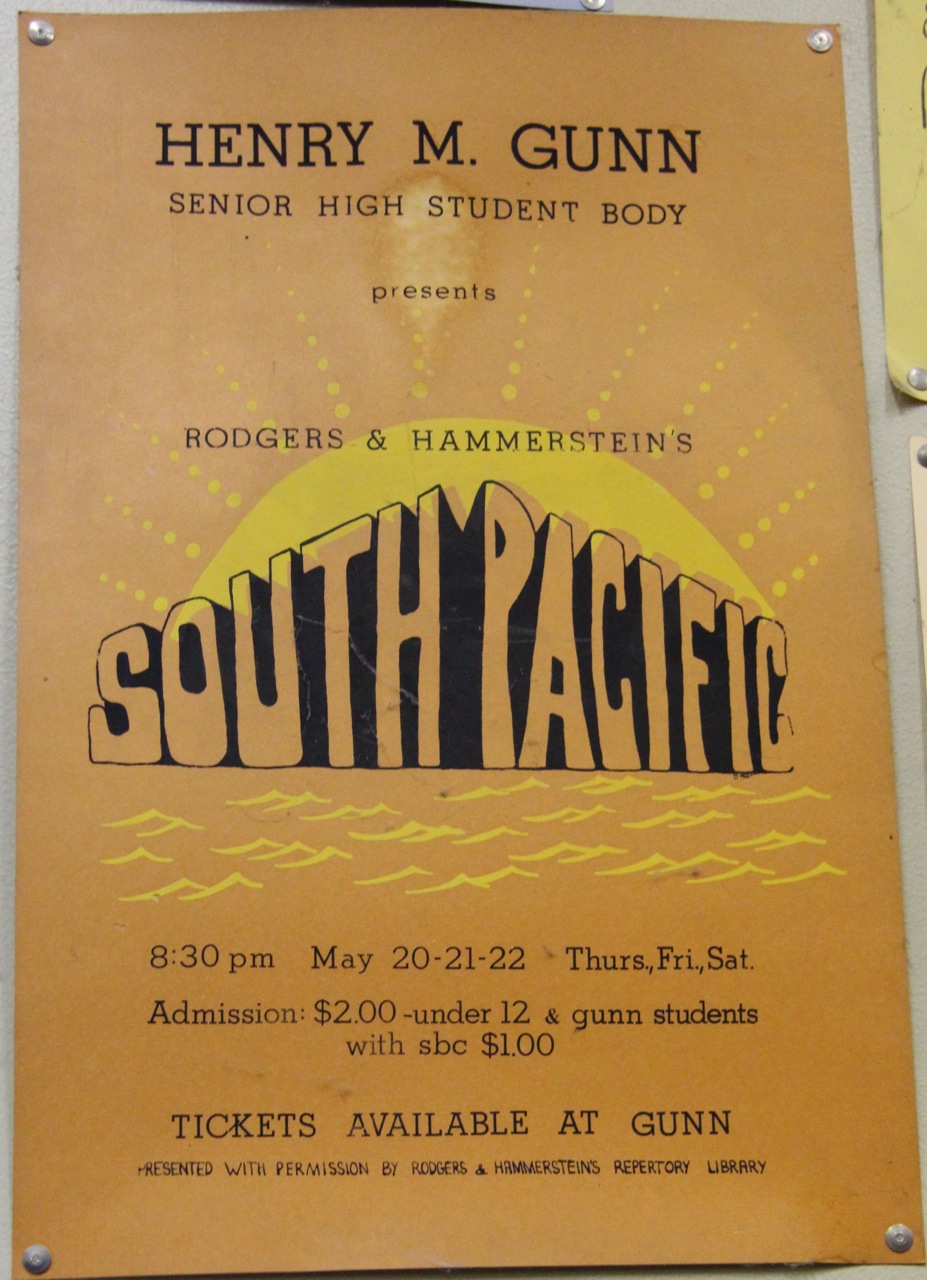 HENRY M. GUNN
SENIOR HIGH STUDENT BODY
presents
RODGERS & HAMMERSTEIN'S
SOUTH PACIFIC
8:30 pm May 20-21-22 Thurs., Fri., Sat.
Admission: $2.00 -under 12 & gunn students
with sbc $1.00
TICKETS AVAILABLE AT GUNN
PRESENTED WITH PERMISSION BY RODGERS & HAMMERSTEIN'S REPERTORY LIBRARY